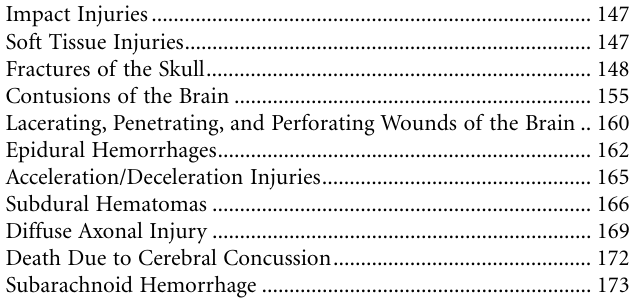 Impact Injuries ........................................................................ 147
Soft Tissue Injuries.................................................................. 147
Fractures of the Skull............................................................... 148
Contusions of the Brain .......................................................... 155
Lacerating, Penetrating, and Perforating Wounds of the Brain .. 160
Epidural Hemorrhages............................................................. 162
Acceleration/Deceleration Injuries............................................ 165
Subdural Hematomas .............................................................. 166
Diffuse Axonal Injury .............................................................. 169
Death Due to Cerebral Concussion.......................................... 172
Subarachnoid Hemorrhage ...................................................... 173